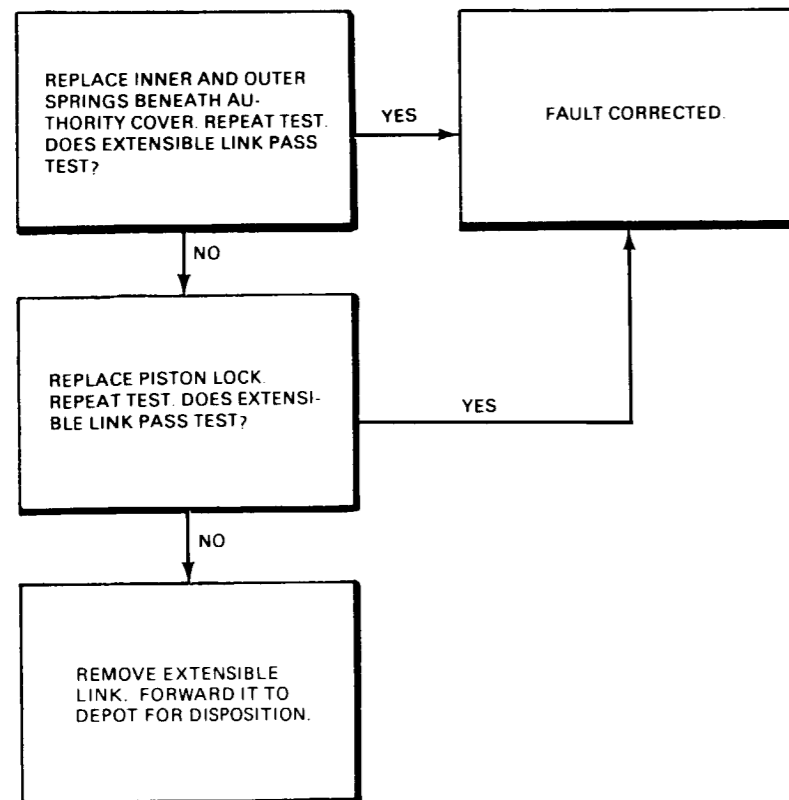 REPLACE INNER AND OUTER
SPRINGS BENEATH AU-
THORITY COVER. REPEAT TEST.
DOES EXTENSIBLE LINK PASS
TEST?
YES
FAULT CORRECTED.
NO
REPLACE PISTON LOCK.
REPEAT TEST. DOES EXTENSI-
BLE LINK PASS TEST?
YES
NO
REMOVE EXTENSIBLE
LINK. FORWARD IT TO
DEPOT FOR DISPOSITION.